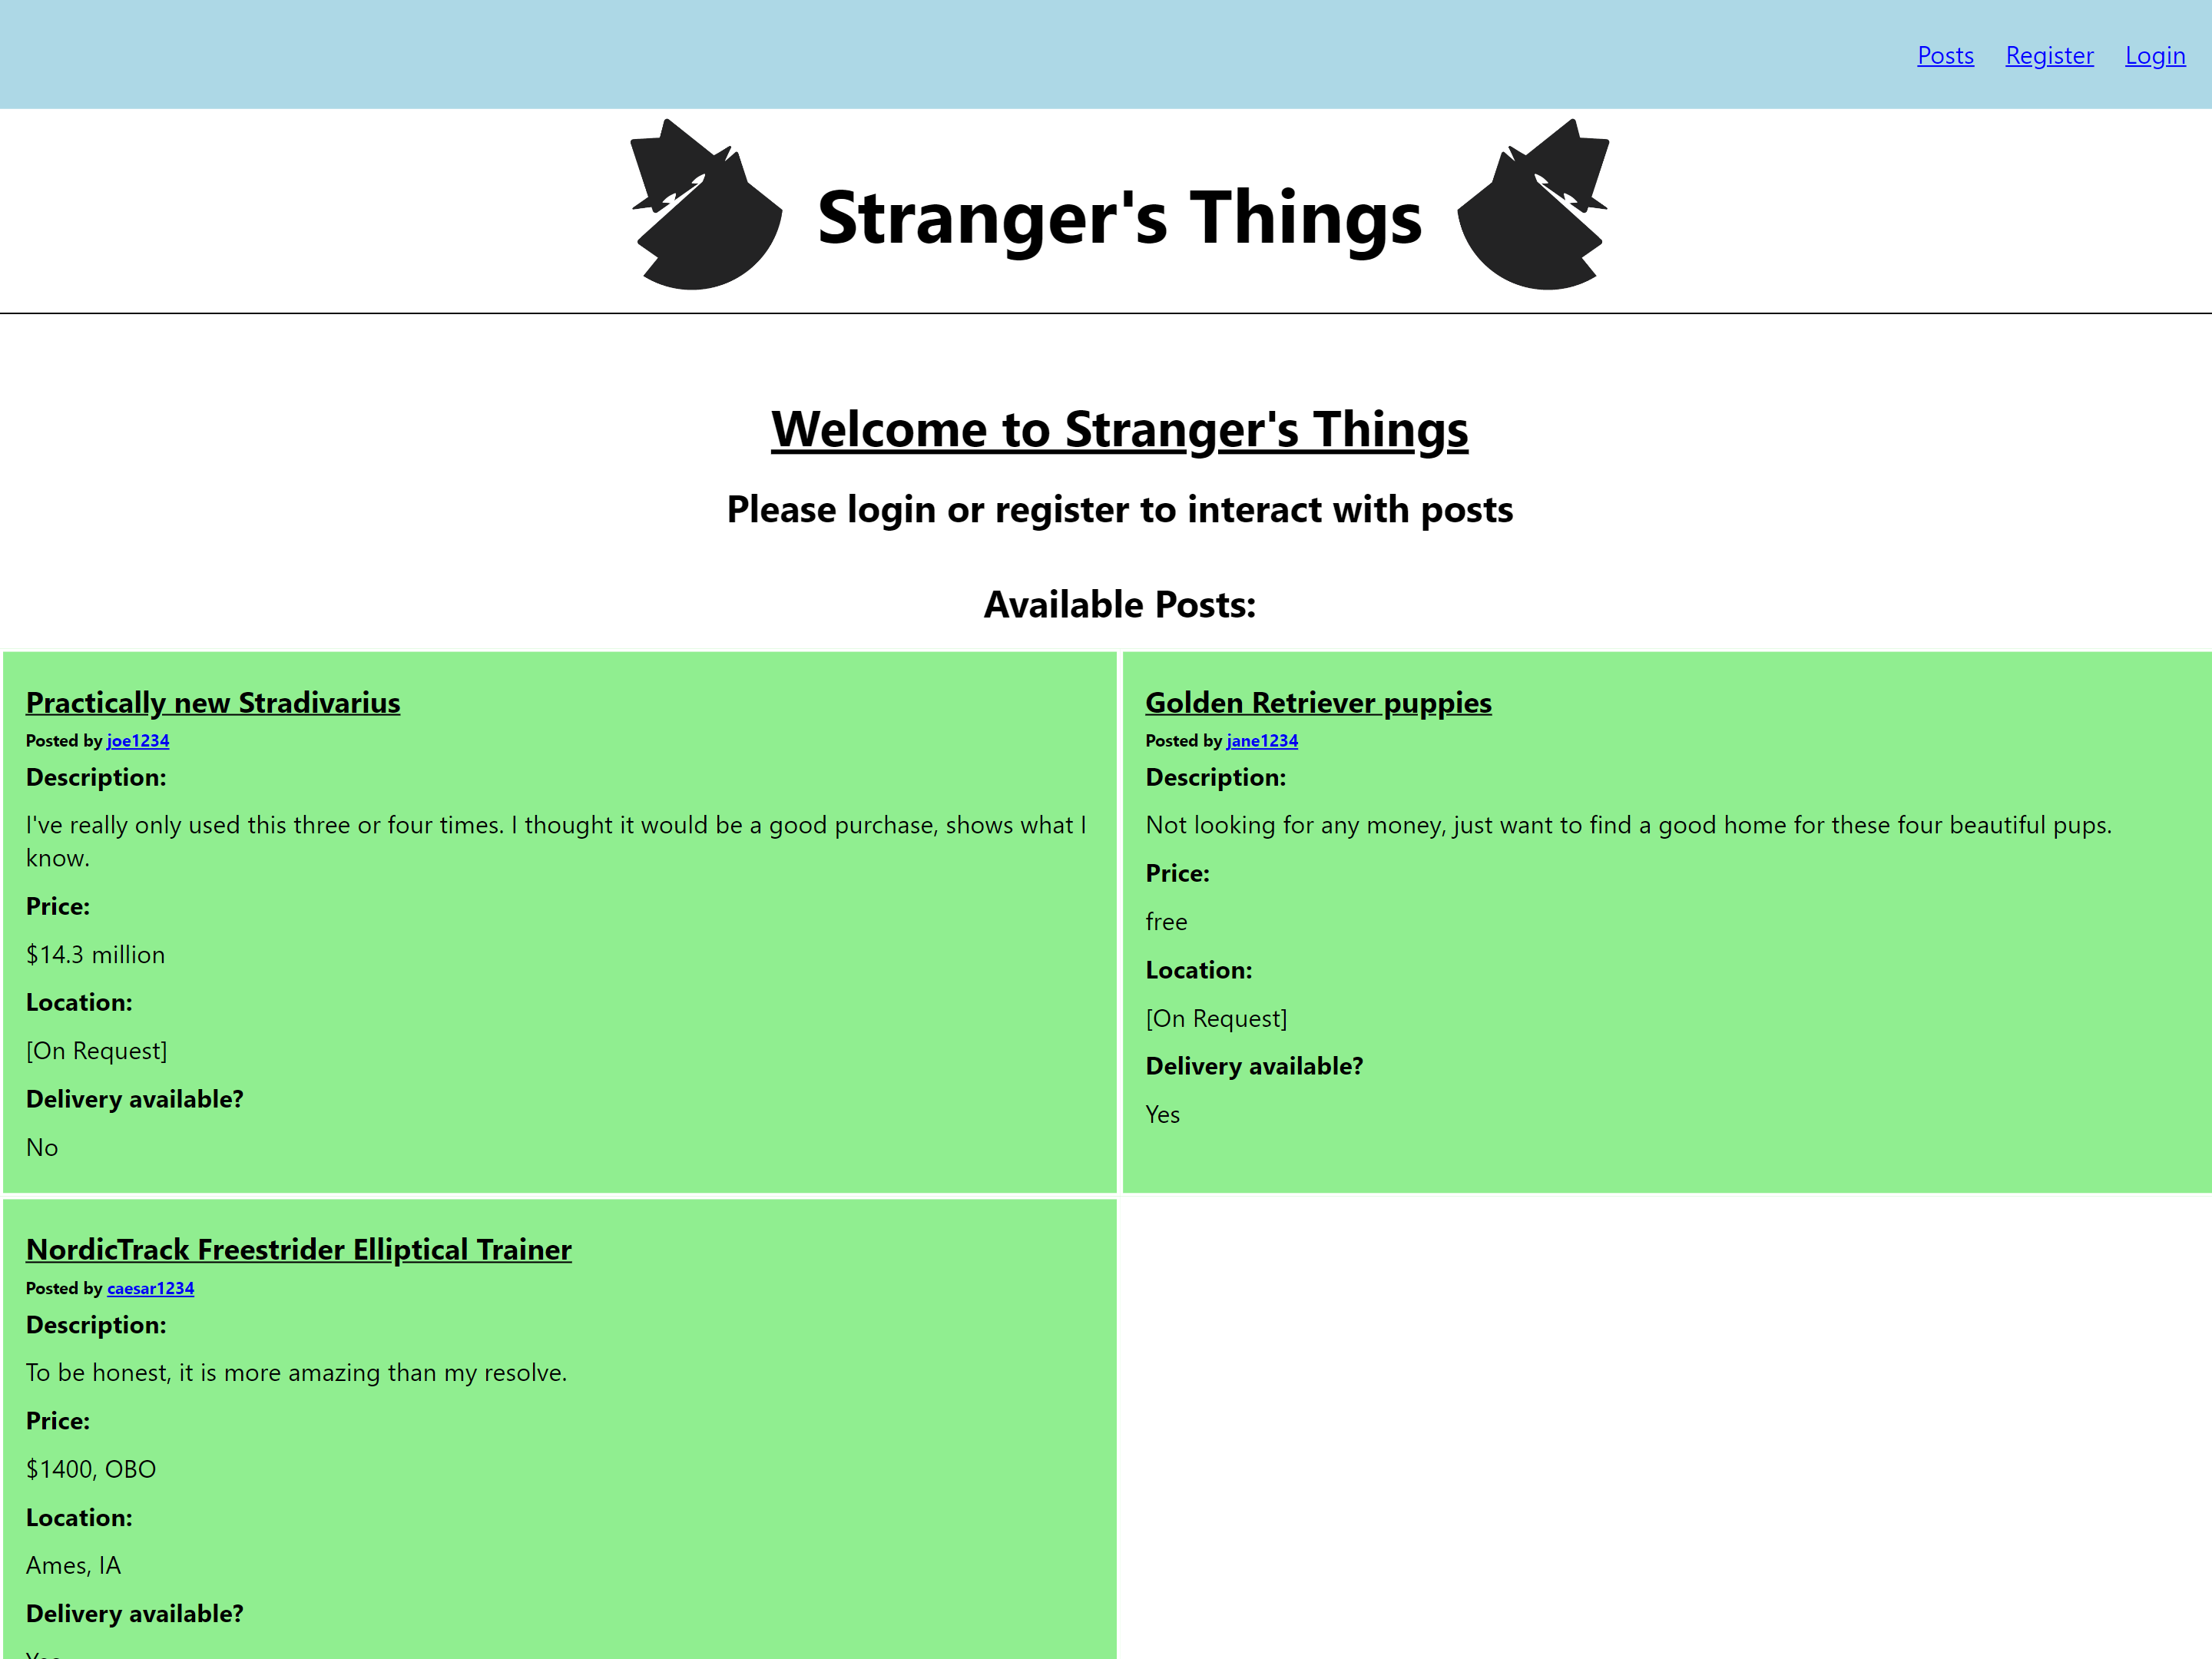 Posts Register Login
Stranger's Things
Welcome to Stranger's Things
Please login or register to interact with posts
Available Posts:
Practically new Stradivarius
Posted by joe1234
Description:
I've really only used this three or four times. I thought it would be a good purchase, shows what I
know.
Price:
$14.3 million
Location:
[On Request]
Delivery available?
No
Golden Retriever puppies
Posted by jane1234
Description:
Not looking for any money, just want to find a good home for these four beautiful pups.
Price:
free
Location:
[On Request]
Delivery available?
Yes
NordicTrack Freestrider Elliptical Trainer
Posted by caesar1234
Description:
To be honest, it is more amazing than my resolve.
Price:
$1400, OBO
Location:
Ames, IA
Delivery available?